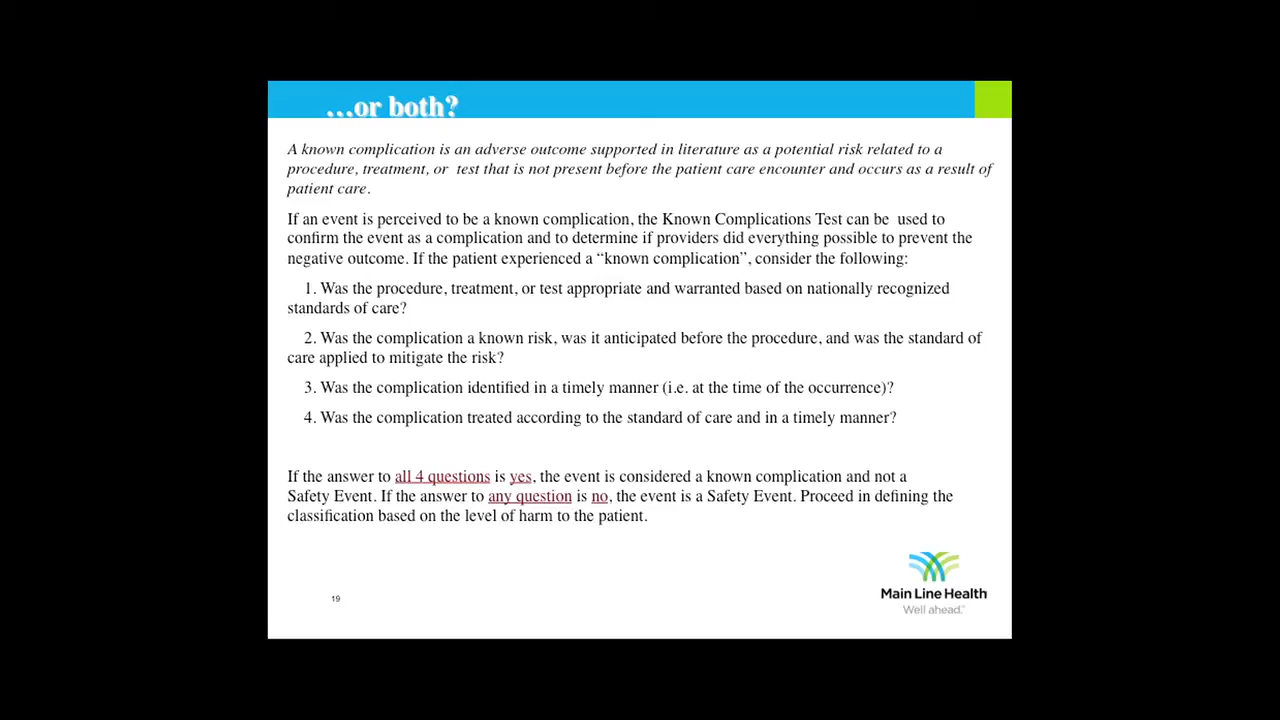 …or both?
A known complication is an adverse outcome supported in literature as a potential risk related to a
procedure, treatment, or  test that is not present before the patient care encounter and occurs as a result of
patient care.
If an event is perceived to be a known complication, the Known Complications Test can be  used to
confirm the event as a complication and to determine if providers did everything possible to prevent the
negative outcome. If the patient experienced a “known complication”, consider the following:
1. Was the procedure, treatment, or test appropriate and warranted based on nationally recognized
standards of care?
2. Was the complication a known risk, was it anticipated before the procedure, and was the standard of
care applied to mitigate the risk?
3. Was the complication identified in a timely manner (i.e. at the time of the occurrence)?
4. Was the complication treated according to the standard of care and in a timely manner?
If the answer to all 4 questions is yes, the event is considered a known complication and not a
Safety Event. If the answer to any question is no, the event is a Safety Event. Proceed in defining the
classification based on the level of harm to the patient.
19
Main Line Health
Well ahead.